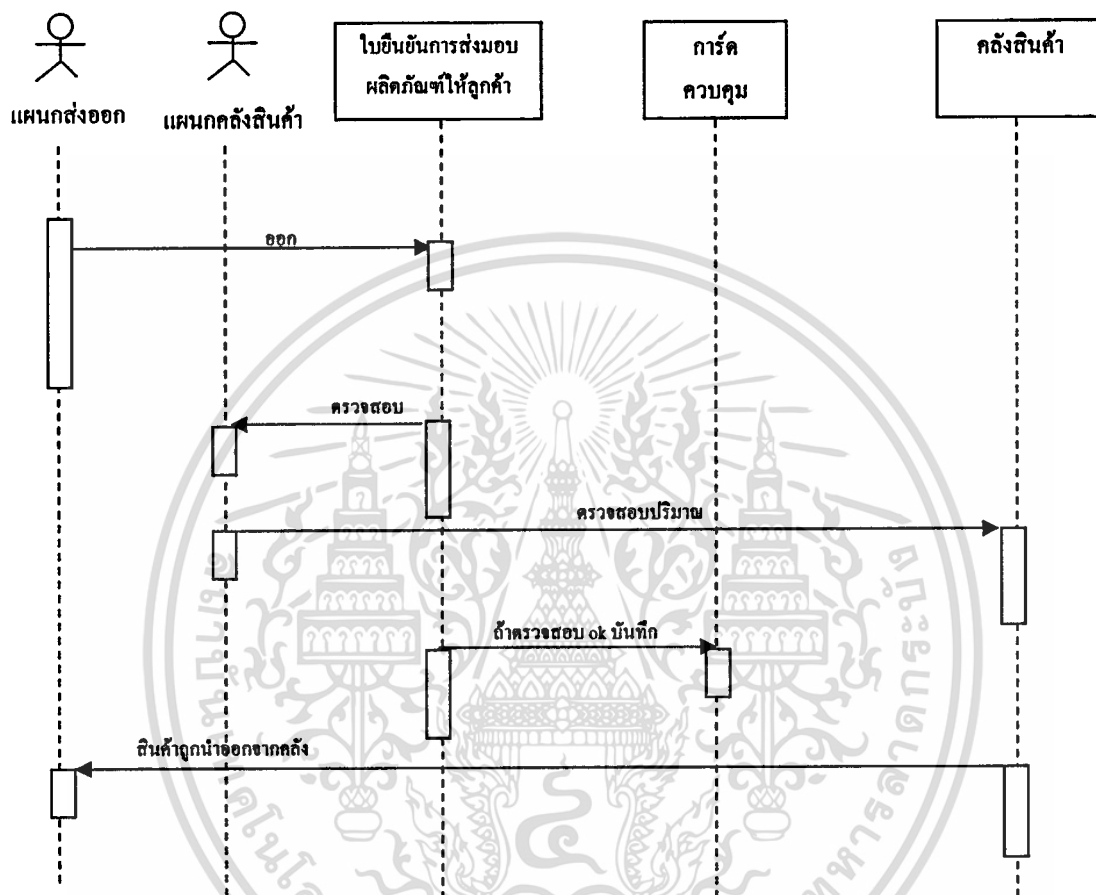 แผนกส่งออก
แผนกคลังสินค้า
ใบยืนยันการส่งมอบ
ผลิตภัณฑ์ให้ลูกค้า
การ์ด
ควบคุม
คลังสินค้า
ออก
ตรวจสอบ
ตรวจสอบปริมาณ
ถ้าตรวจสอบ ok บันทึก
สินค้าถูกนำออกจากคลัง